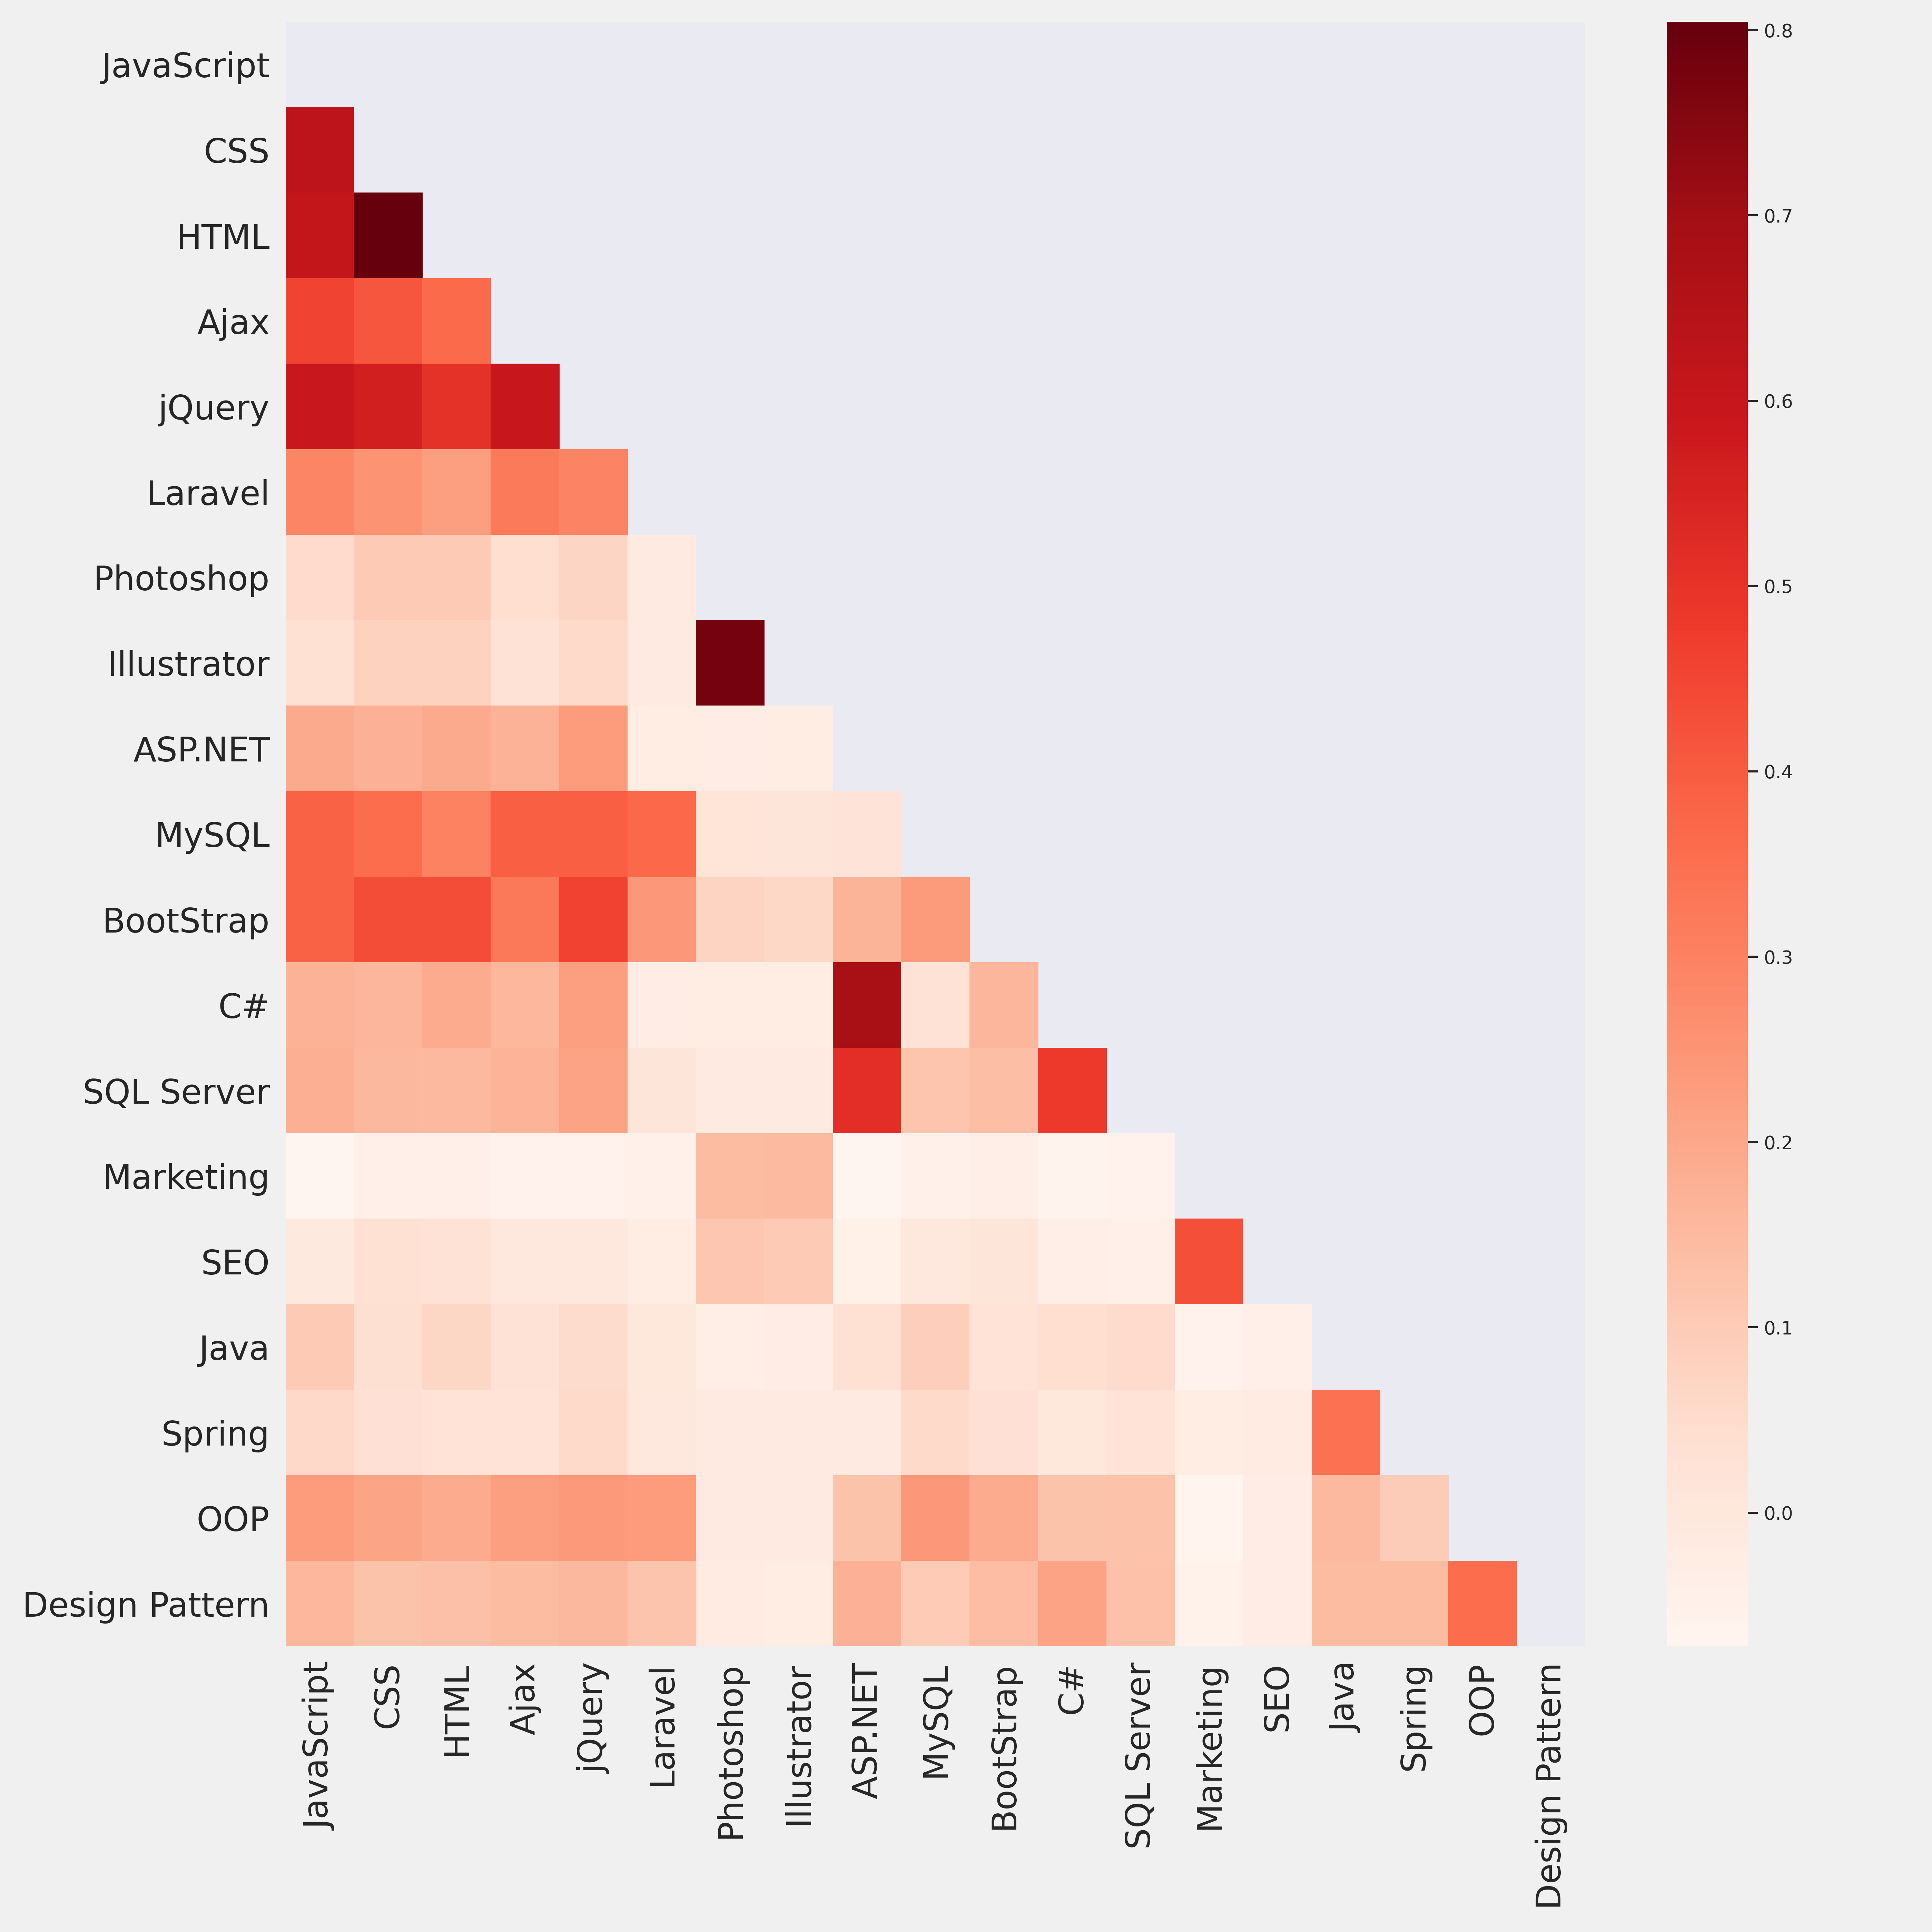 JavaScript
CSS
HTML
Ajax
jQuery
Laravel
Photoshop
Illustrator
ASP.NET
MySQL
BootStrap
C#
SQL Server
Marketing
SEO
Java
Spring
OOP
Design Pattern
JavaScript
CSS
HTML
Ajax
jQuery
Laravel
Photoshop
Illustrator
ASP.NET
MySQL
BootStrap
C#
SQL Server
Marketing
SEO
Java
Spring
OOP
Design Pattern
0.8
0.7
0.6
0.5
0.4
0.3
0.2
0.1
0.0